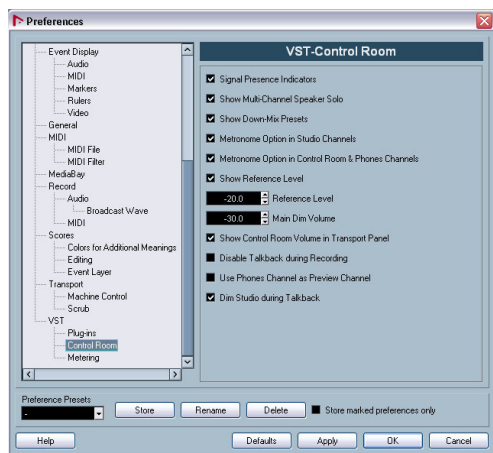 Preferences
Event Display
Audio
MIDI
Markers
Rulers
Video
General
MIDI
MIDI File
MIDI Filter
MediaBay
Record
Audio
Broadcast Wave
MIDI
Scores
Colors for Additional Meanings
Editing
Event Layer
Transport
Machine Control
Scrub
VST
Plug-ins
Control Room
Metering
VST-Control Room
Signal Presence Indicators
Show Multi-Channel Speaker Solo
Show Down-Mix Presets
Metronome Option in Studio Channels
Metronome Option in Control Room & Phones Channels
Show Reference Level
-20.0 Reference Level
-30.0 Main Dim Volume
Show Control Room Volume in Transport Panel
Disable Talkback during Recording
Use Phones Channel as Preview Channel
Dim Studio during Talkback
Preference Presets
- Store Rename Delete Store marked preferences only
Help Defaults Apply OK Cancel